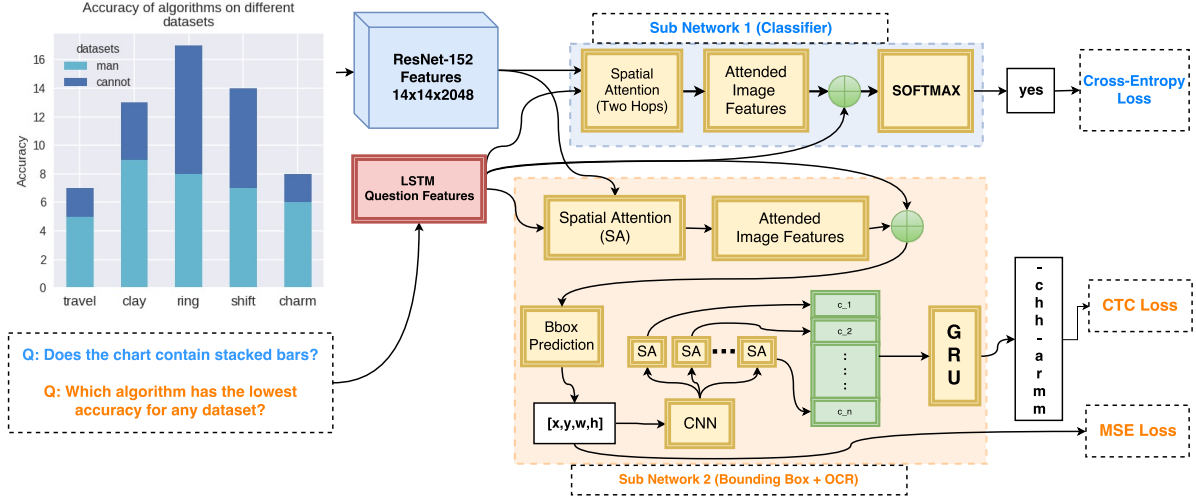 Accuracy of algorithms on different
datasets
datasets
man
cannot
Accuracy
16
14
12
10
8
6
4
2
0
travel clay ring shift charm
Q: Does the chart contain stacked bars?
Q: Which algorithm has the lowest
accuracy for any dataset?
ResNet-152
Features
14x14x2048
LSTM
Question Features
Sub Network 1 (Classifier)
Spatial
Attention
(Two Hops)
Attended
Image
Features
SOFTMAX
yes
Cross-Entropy
Loss
Spatial Attention
(SA)
Attended
Image Features
Bbox
Prediction
[x,y,w,h]
SA SA SA
CNN
c_1
c_2
c_n
G
R
U
-
c
h
h
-
a
r
m
m
CTC Loss
MSE Loss
Sub Network 2 (Bounding Box + OCR)